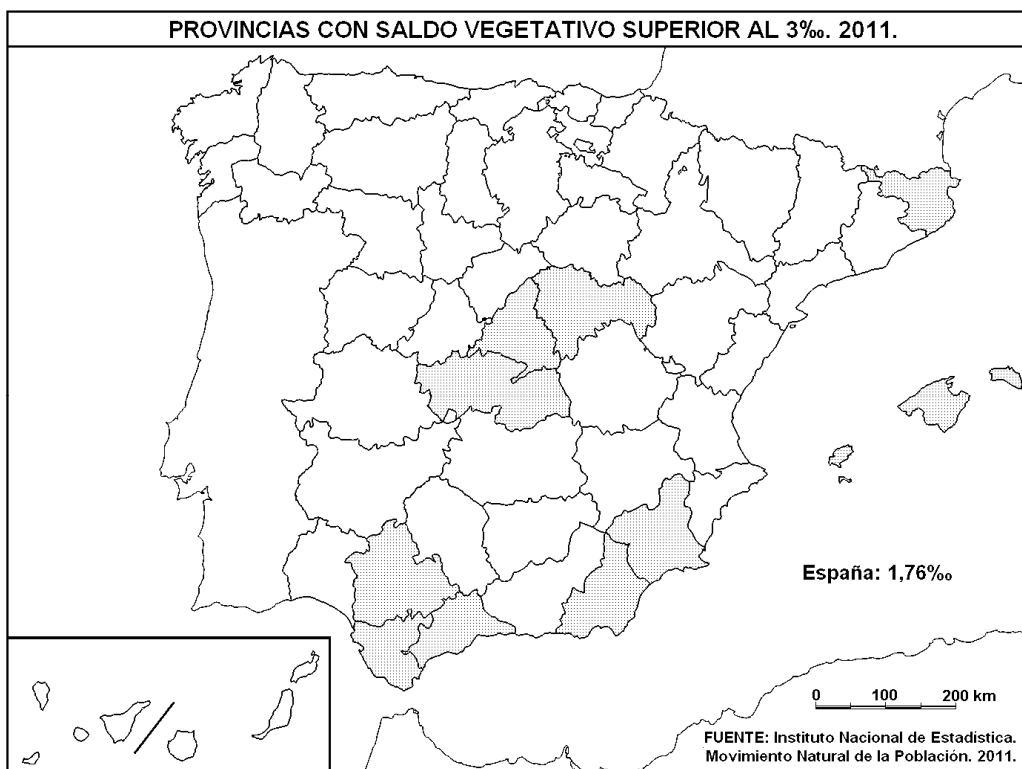 PROVINCIAS CON SALDO VEGETATIVO SUPERIOR AL 3‰. 2011.
España: 1,76‰
0 100 200 km
FUENTE: Instituto Nacional de Estadística.
Movimiento Natural de la Población. 2011.